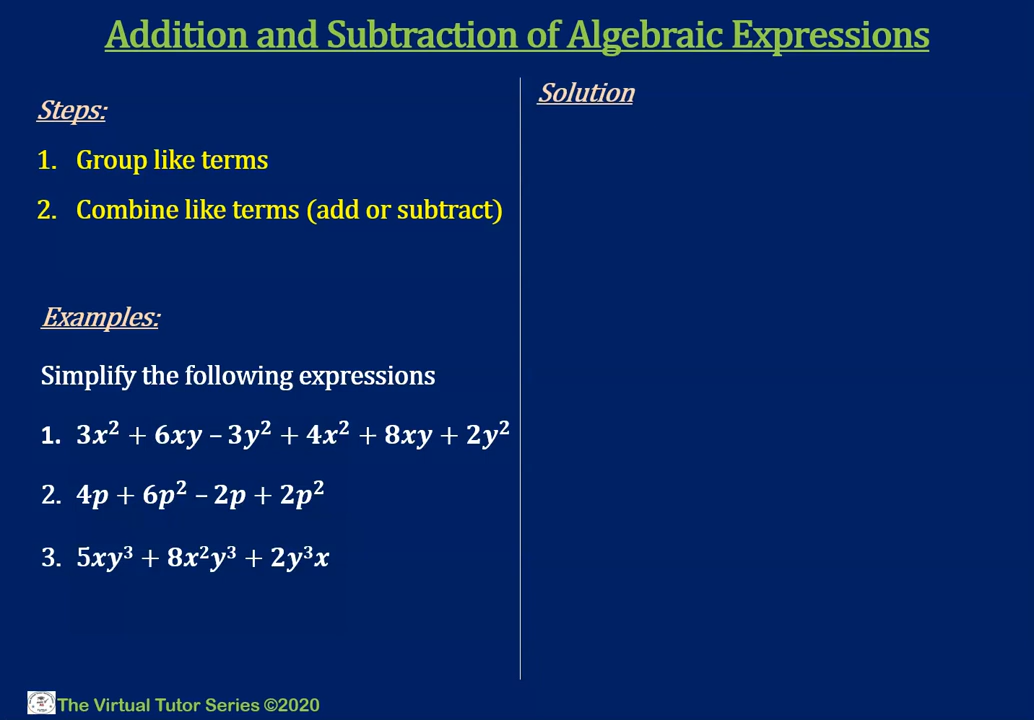 Addition and Subtraction of Algebraic Expressions
Steps:
1. Group like terms
2. Combine like terms (add or subtract)
Examples:
Simplify the following expressions
1. 3x² + 6xy – 3y² + 4x² + 8xy + 2y²
2. 4p + 6p² – 2p + 2p²
3. 5xy³ + 8x²y³ + 2y³x
Solution
The Virtual Tutor Series ©2020